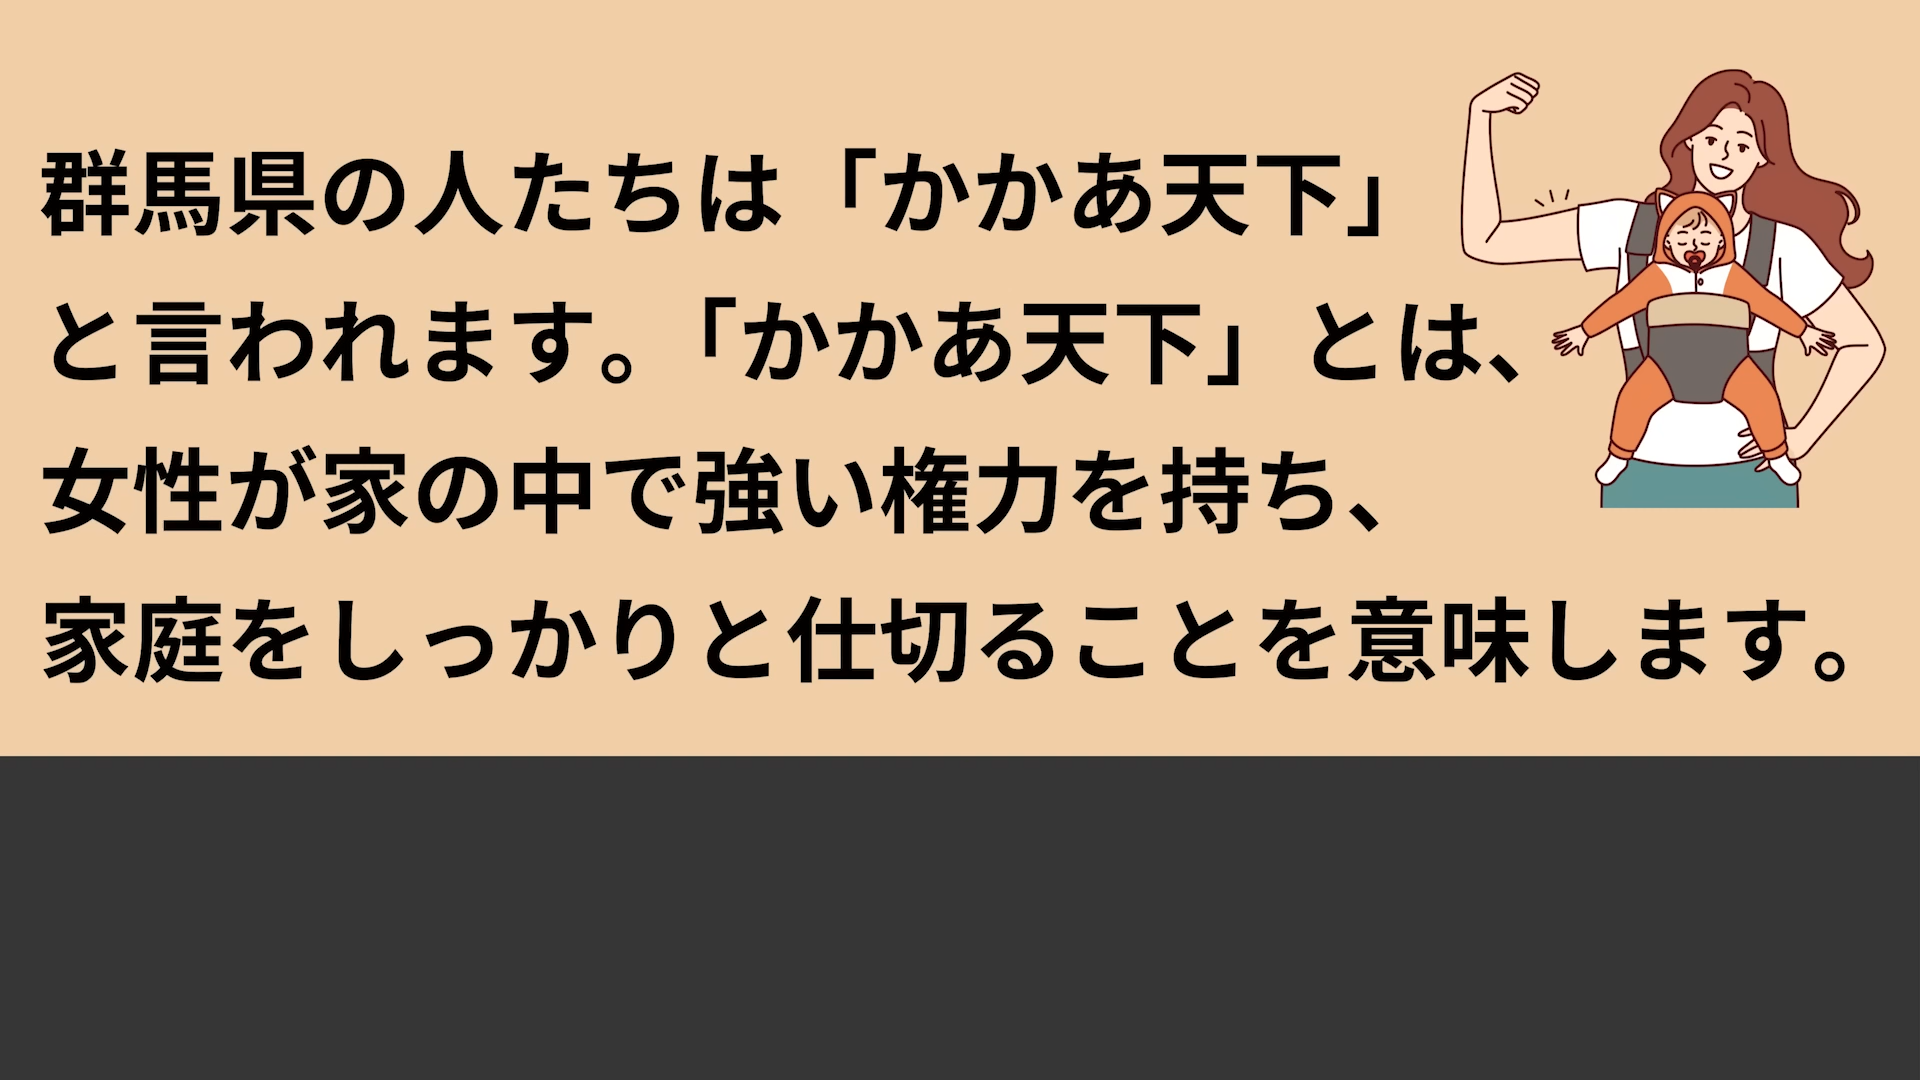 群馬県の人たちは「かかあ天下」
と言われます。「かかあ天下」とは、
女性が家の中で強い権力を持ち、
家庭をしっかりと仕切ることを意味します。